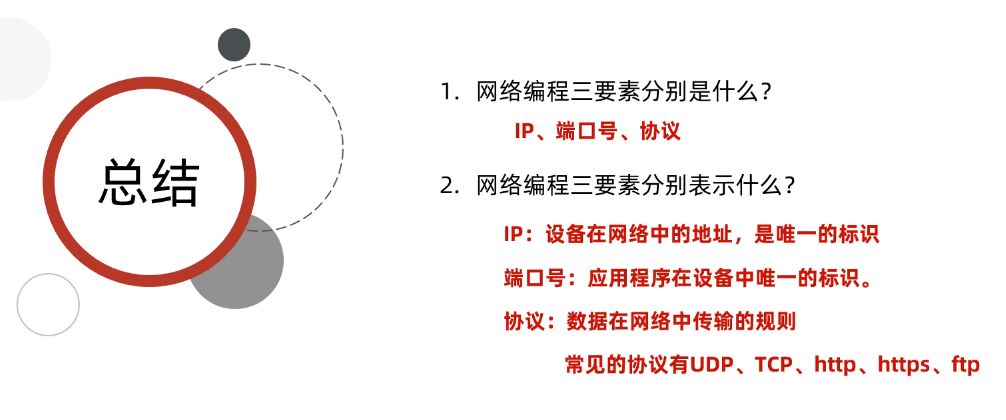 总结
1. 网络编程三要素分别是什么？
IP、端口号、协议
2. 网络编程三要素分别表示什么？
IP：设备在网络中的地址，是唯一的标识
端口号：应用程序在设备中唯一的标识。
协议：数据在网络中传输的规则
常见的协议有UDP、TCP、http、https、ftp